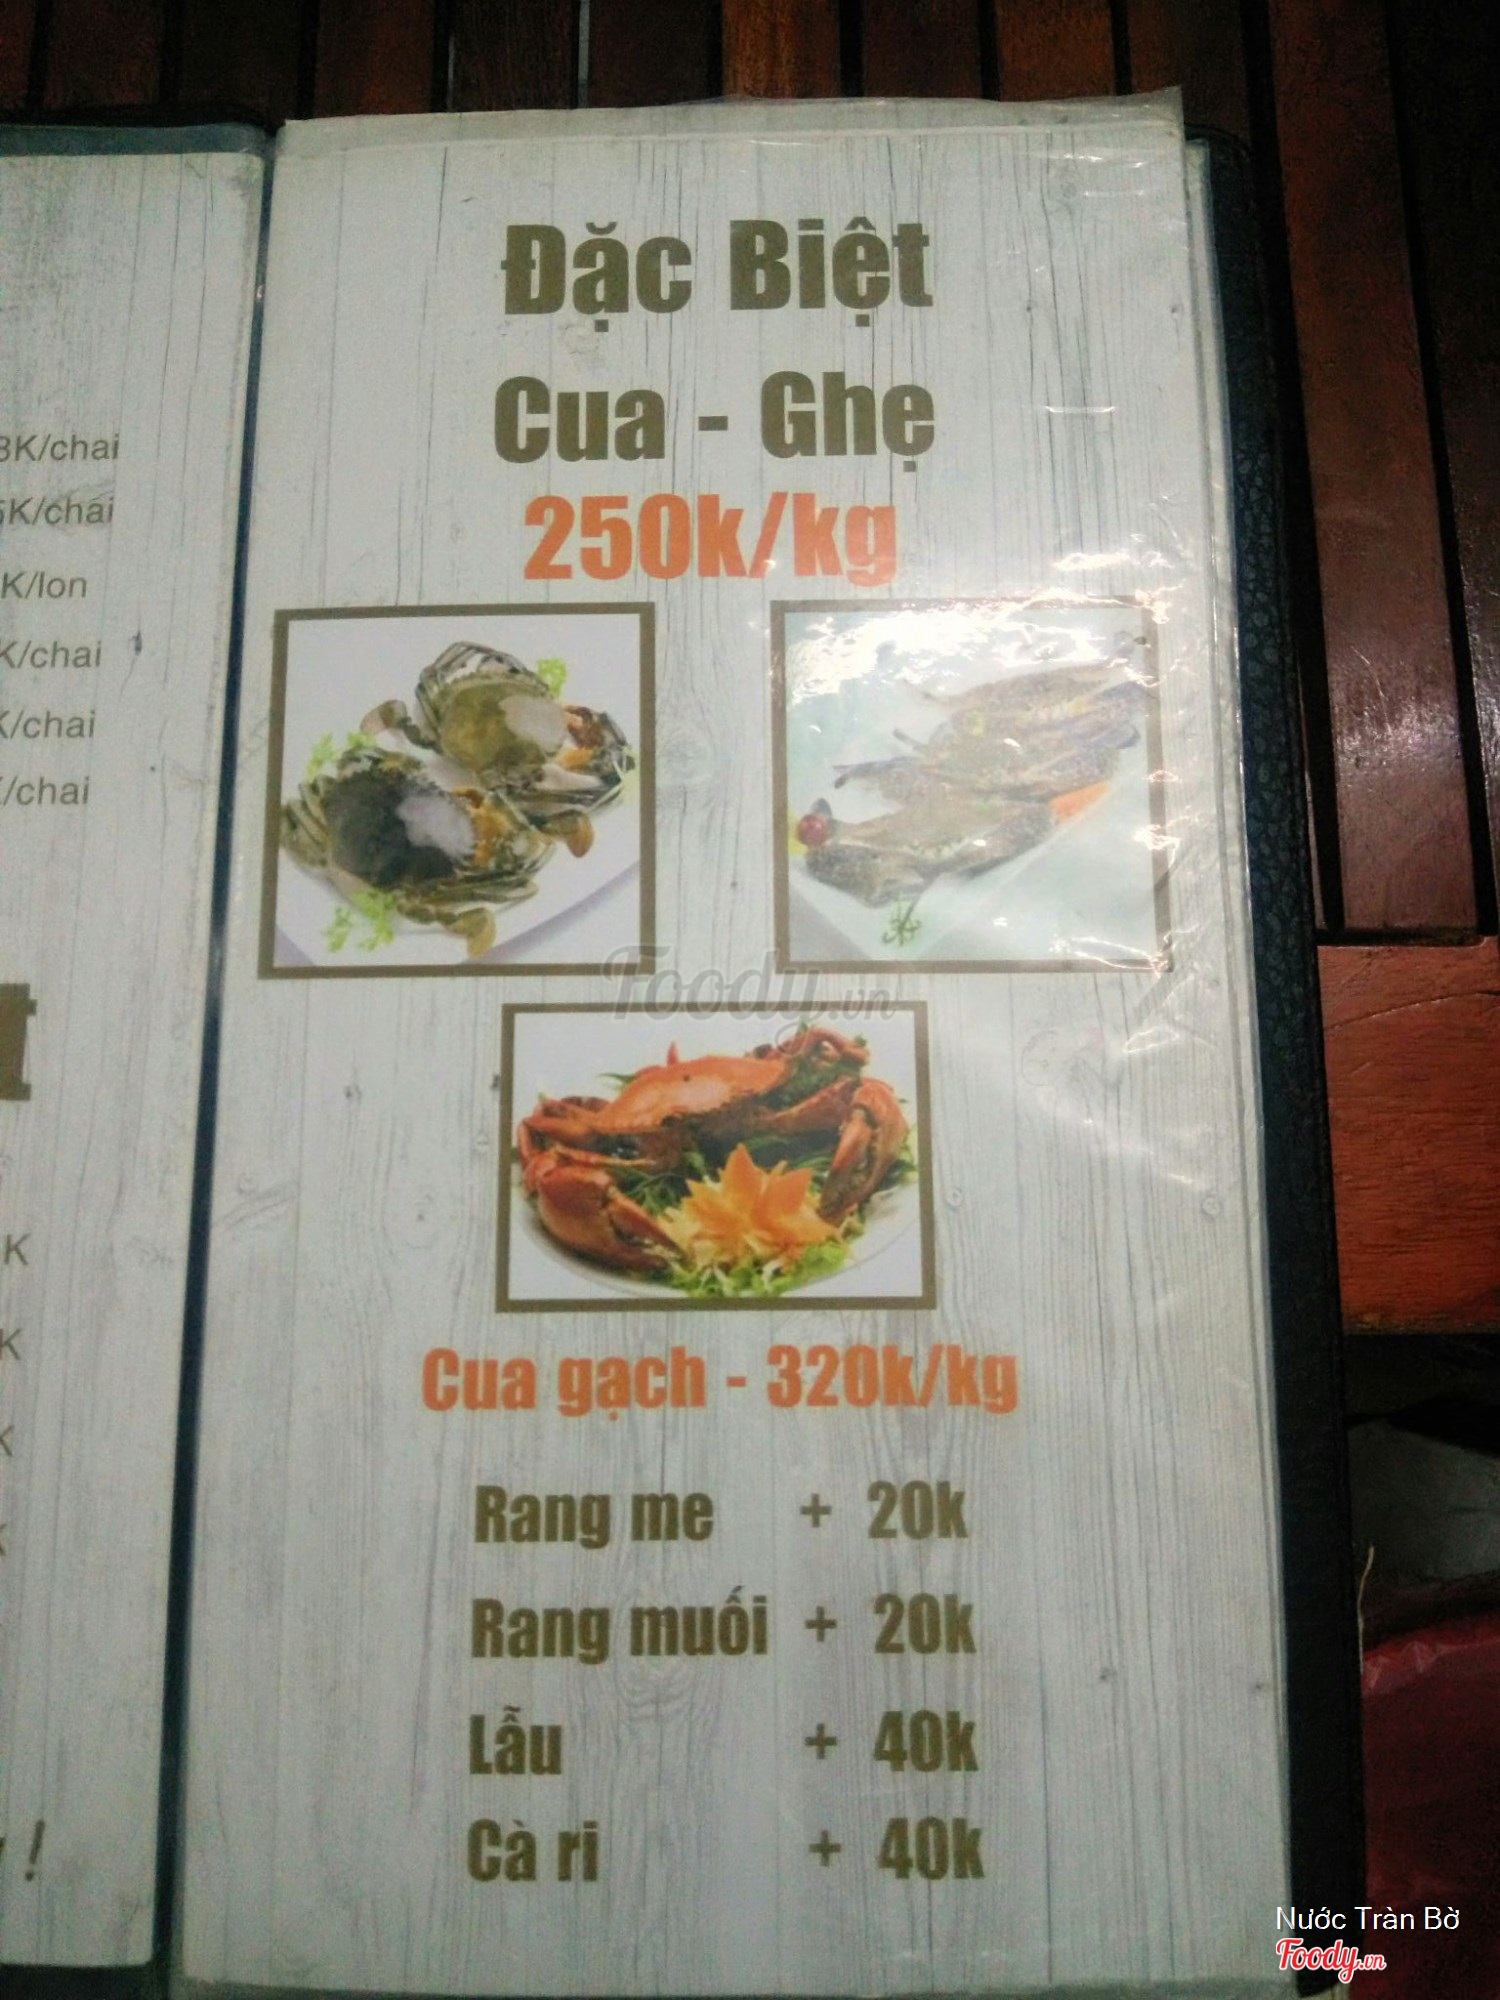 K/chai
K/chai
K/lon
K/chai
K/chai
/chai
K
K
K
K
!
Đặc Biệt
Cua - Ghẹ
250k/kg
Foody.vn
Cua gạch - 320k/kg
Rang me + 20k
Rang muối + 20k
Lẫu + 40k
Cà ri + 40k
Nước Tràn Bờ
Foody.vn